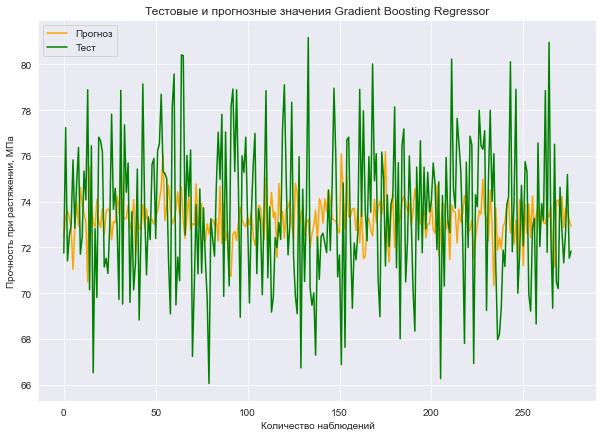 Тестовые и прогнозные значения Gradient Boosting Regressor
Прогноз
Тест
Прочность при растяжении, МПа
80
78
76
74
72
70
68
66
0
50
100
150
200
250
Количество наблюдений